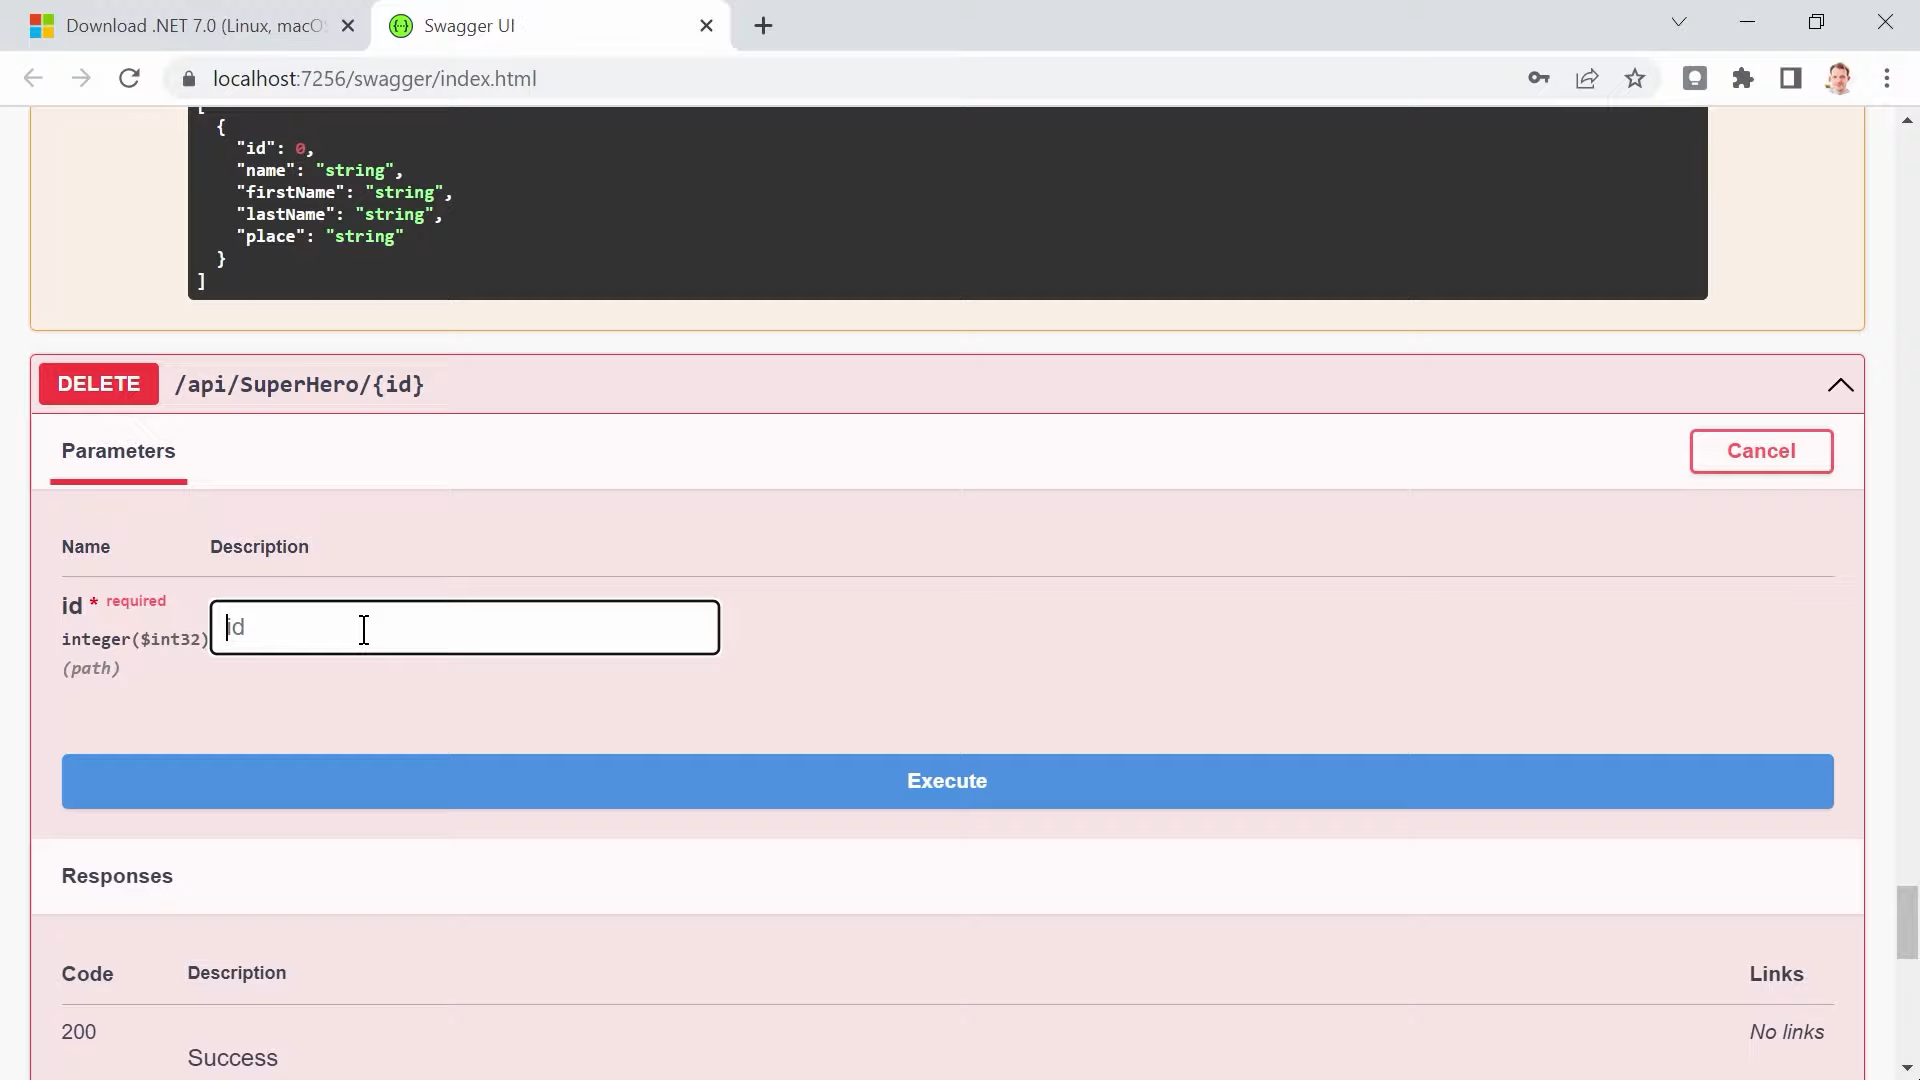 Download .NET 7.0 (Linux, macO
Swagger UI
localhost:7256/swagger/index.html
[
{
"id": 0,
"name": "string",
"firstName": "string",
"lastName": "string",
"place": "string"
}
]
DELETE /api/SuperHero/{id}
Parameters
Cancel
Name Description
id * required
integer($int32)
(path)
id
Execute
Responses
Code Description Links
200 No links
Success